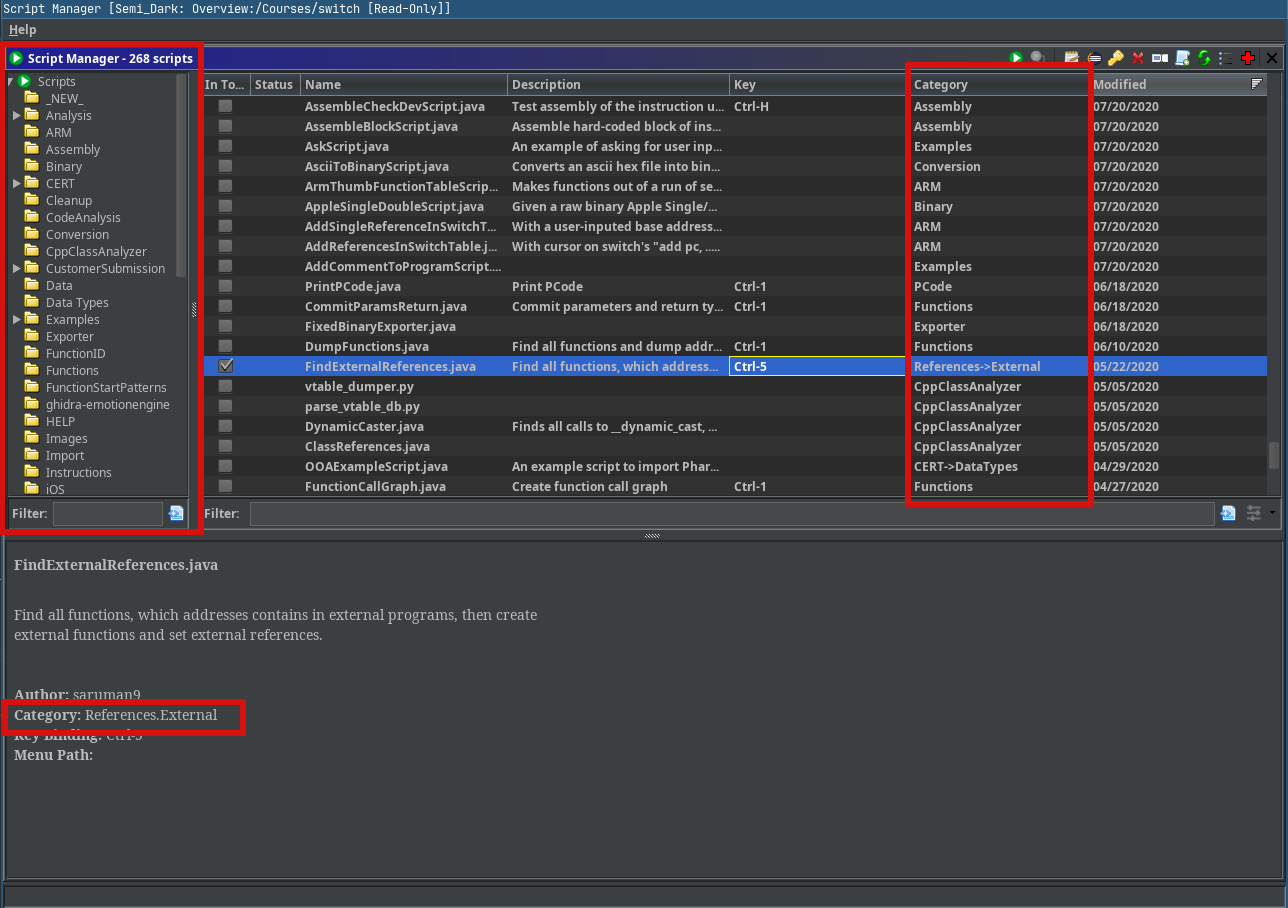 Script Manager [Semi_Dark: Overview:/Courses/switch [Read-Only]]
Help
Script Manager - 268 scripts
Scripts
_NEW_
Analysis
ARM
Assembly
Binary
CERT
Cleanup
CodeAnalysis
Conversion
CppClassAnalyzer
CustomerSubmission
Data
Data Types
Examples
Exporter
FunctionID
Functions
FunctionStartPatterns
ghidra-emotionengine
HELP
Images
Import
Instructions
iOS
Filter:
In To... Status Name Description Key Category Modified
AssembleCheckDevScript.java Test assembly of the instruction u... Ctrl-H Assembly 07/20/2020
AssembleBlockScript.java Assemble hard-coded block of ins... Assembly 07/20/2020
AskScript.java An example of asking for user inp... Examples 07/20/2020
AsciiToBinaryScript.java Converts an ascii hex file into bin... Conversion 07/20/2020
ArmThumbFunctionTableScrip... Makes functions out of a run of se... ARM 07/20/2020
AppleSingleDoubleScript.java Given a raw binary Apple Single/... Binary 07/20/2020
AddSingleReferenceInSwitchT... With a user-inputed base address... ARM 07/20/2020
AddReferencesInSwitchTable.j... With cursor on switch's "add pc, ..... ARM 07/20/2020
AddCommentToProgramScript.... Examples 07/20/2020
PrintPCode.java Print PCode Ctrl-1 PCode 06/18/2020
CommitParamsReturn.java Commit parameters and return ty... Ctrl-1 Functions 06/18/2020
FixedBinaryExporter.java Exporter 06/18/2020
DumpFunctions.java Find all functions and dump addr... Ctrl-1 Functions 06/10/2020
FindExternalReferences.java Find all functions, which address... Ctrl-5 References->External 05/22/2020
vtable_dumper.py CppClassAnalyzer 05/05/2020
parse_vtable_db.py CppClassAnalyzer 05/05/2020
DynamicCaster.java Finds all calls to __dynamic_cast, ... CppClassAnalyzer 05/05/2020
ClassReferences.java CppClassAnalyzer 05/05/2020
OOAExampleScript.java An example script to import Phar... CERT->DataTypes 04/29/2020
FunctionCallGraph.java Create function call graph Ctrl-1 Functions 04/27/2020
Filter:
FindExternalReferences.java
Find all functions, which addresses contains in external programs, then create
external functions and set external references.
Author: saruman9
Category: References.External
Key Binding: Ctrl-5
Menu Path: